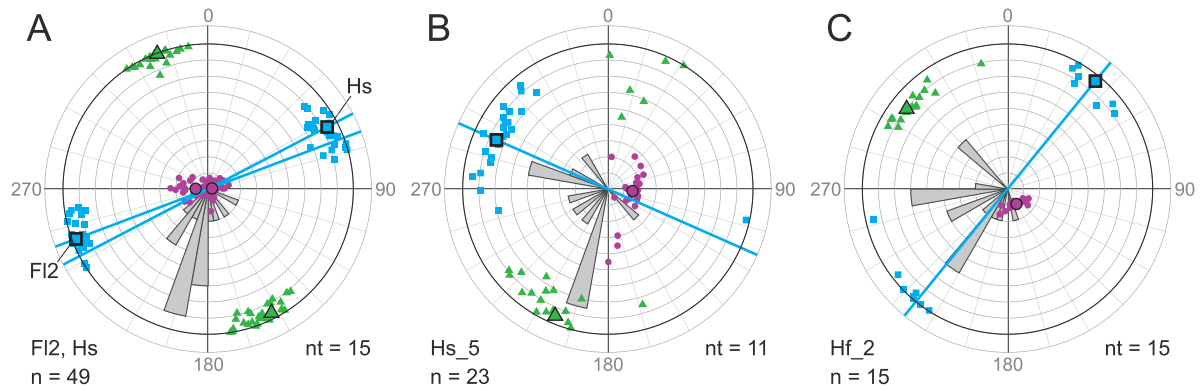 A
0
Hs
270
90
Fl2
Fl2, Hs
n = 49
nt = 15
180
B
0
270
90
Hs_5
n = 23
nt = 11
180
C
0
270
90
Hf_2
n = 15
nt = 15
180